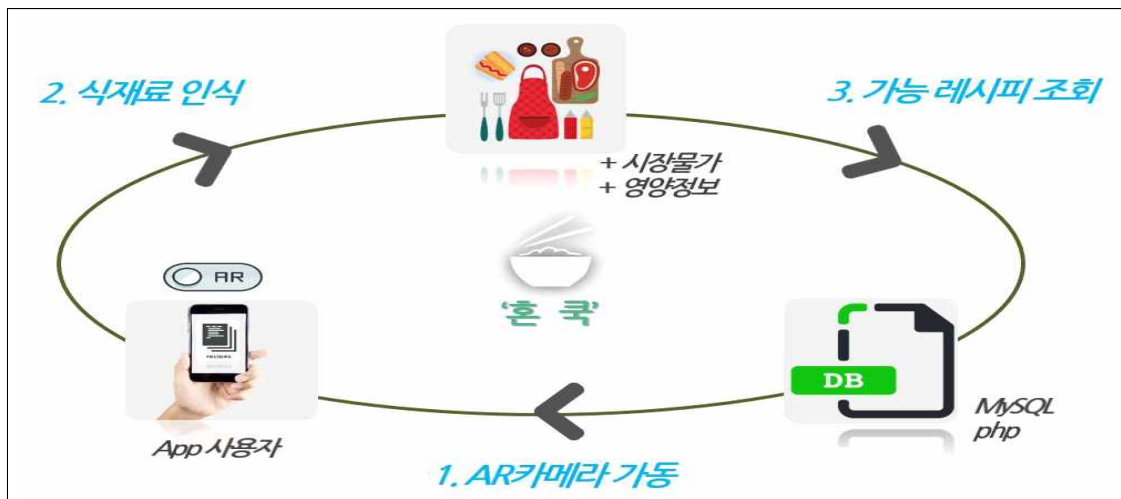 2. 식재료 인식
3. 가능 레시피 조회
+ 시장물가
+ 영양정보
AR
recipes
'혼 쿡'
DB
App 사용자
MySQL
php
1. AR카메라 가동